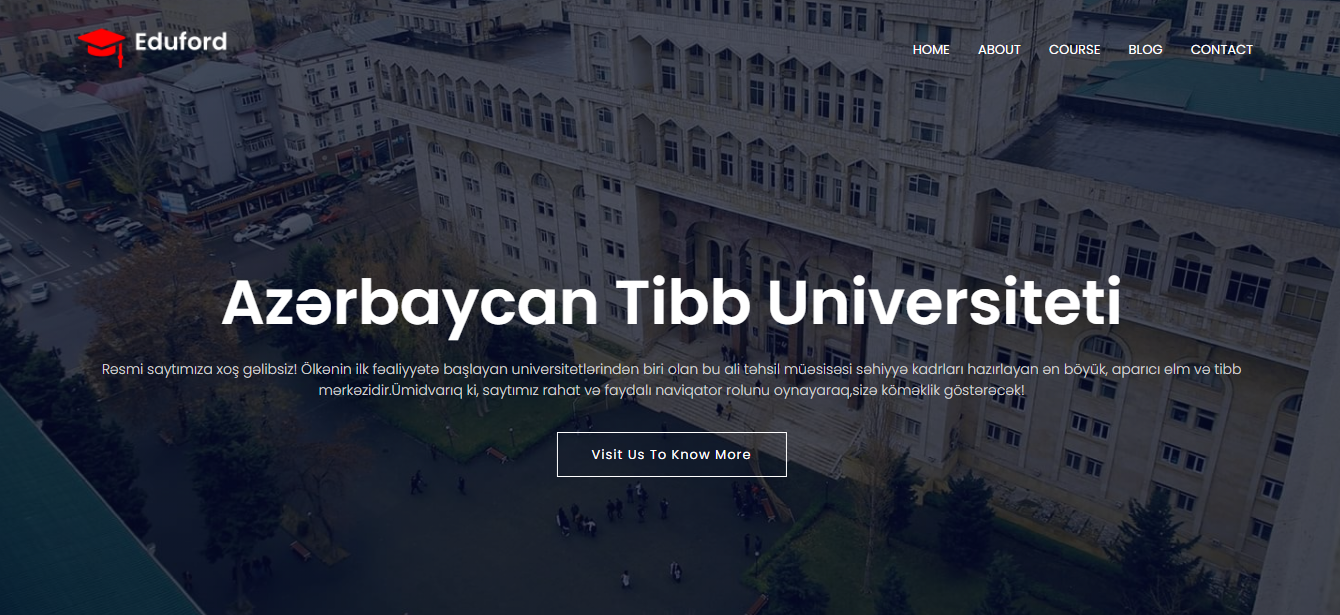 Eduford
HOME ABOUT COURSE BLOG CONTACT
Azərbaycan Tibb Universiteti
Rəsmi saytımıza xoş gəlibsiz! Ölkənin ilk fəaliyyətə başlayan universitetlərindən biri olan bu ali təhsil müəsisəsi səhiyyə kadrları hazırlayan ən böyük, aparıcı elm və tibb
mərkəzidir.Ümidvarıq ki, saytımız rahat və faydalı naviqator rolunu oynayaraq,sizə köməklik göstərəcək!
Visit Us To Know More